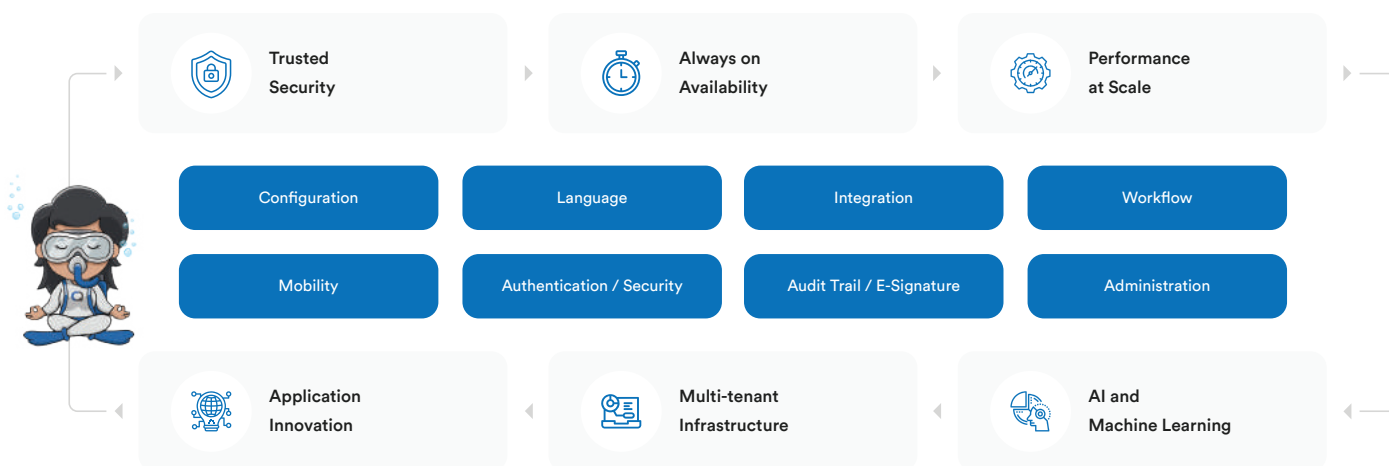 Trusted
Security
Always on
Availability
Performance
at Scale
Configuration
Language
Integration
Workflow
Mobility
Authentication / Security
Audit Trail / E-Signature
Administration
Application
Innovation
Multi-tenant
Infrastructure
AI and
Machine Learning